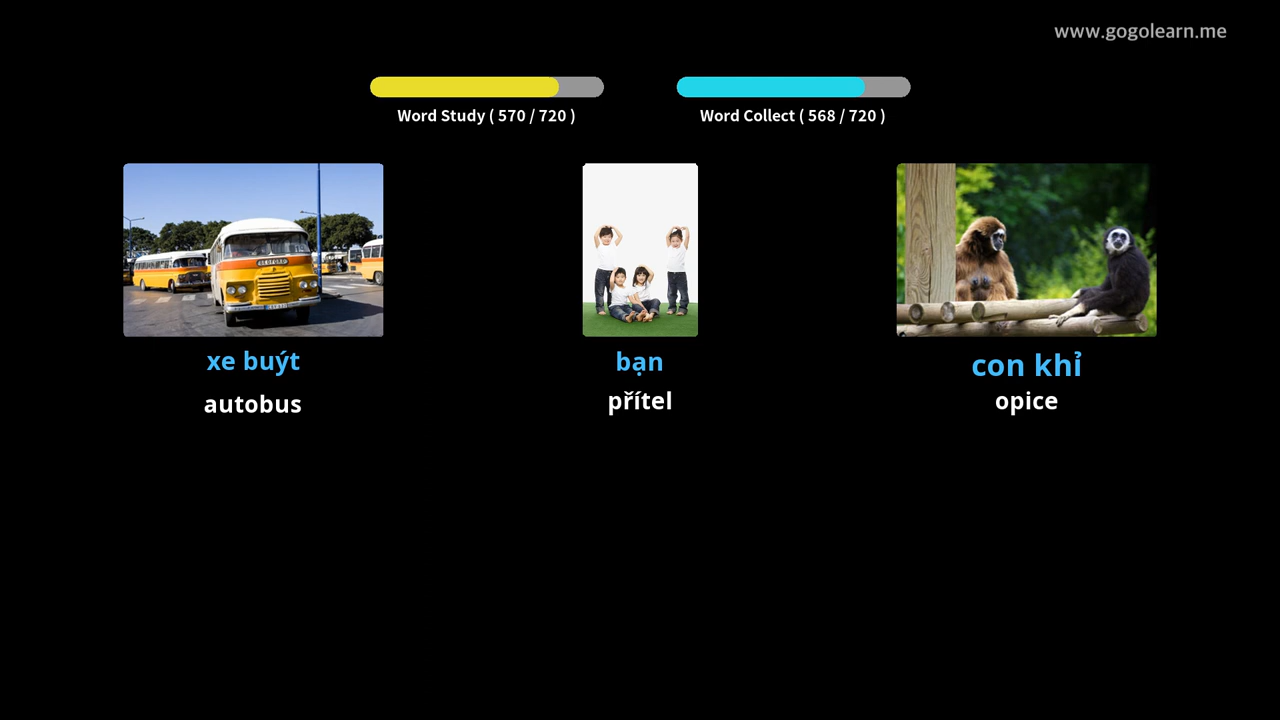 www.gogolearn.me
Word Study ( 570 / 720 )
Word Collect ( 568 / 720 )
BEDFORD
xe buýt
bạn
con khỉ
autobus
přítel
opice